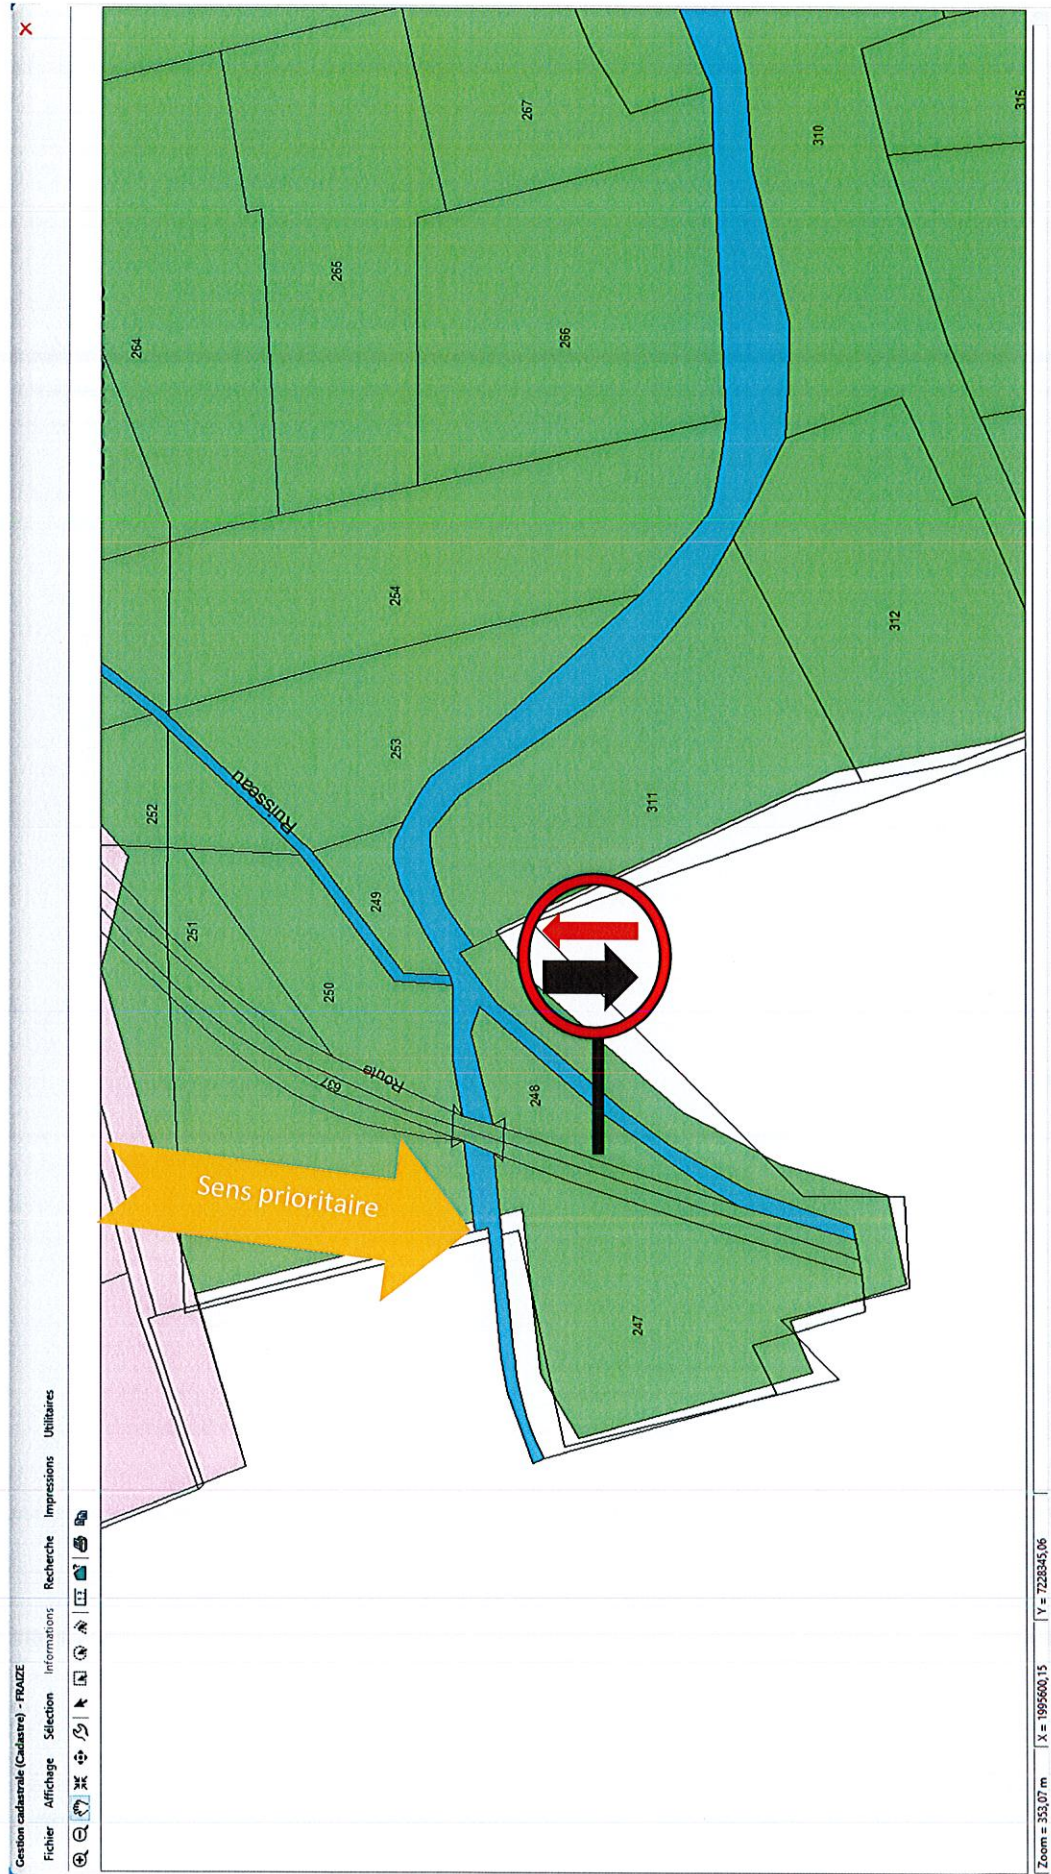 Gestion cadastrale (Cadastre) - FRAIZE
Fichier Affichage Sélection Informations Recherche Impressions Utilitaires
264
267
265
266
310
315
254
312
253
Ruisseau
252
311
249
251
250
637
Route
248
Sens prioritaire
247
Zoom = 353,07 m
X = 1995600,15
Y = 7228345,06